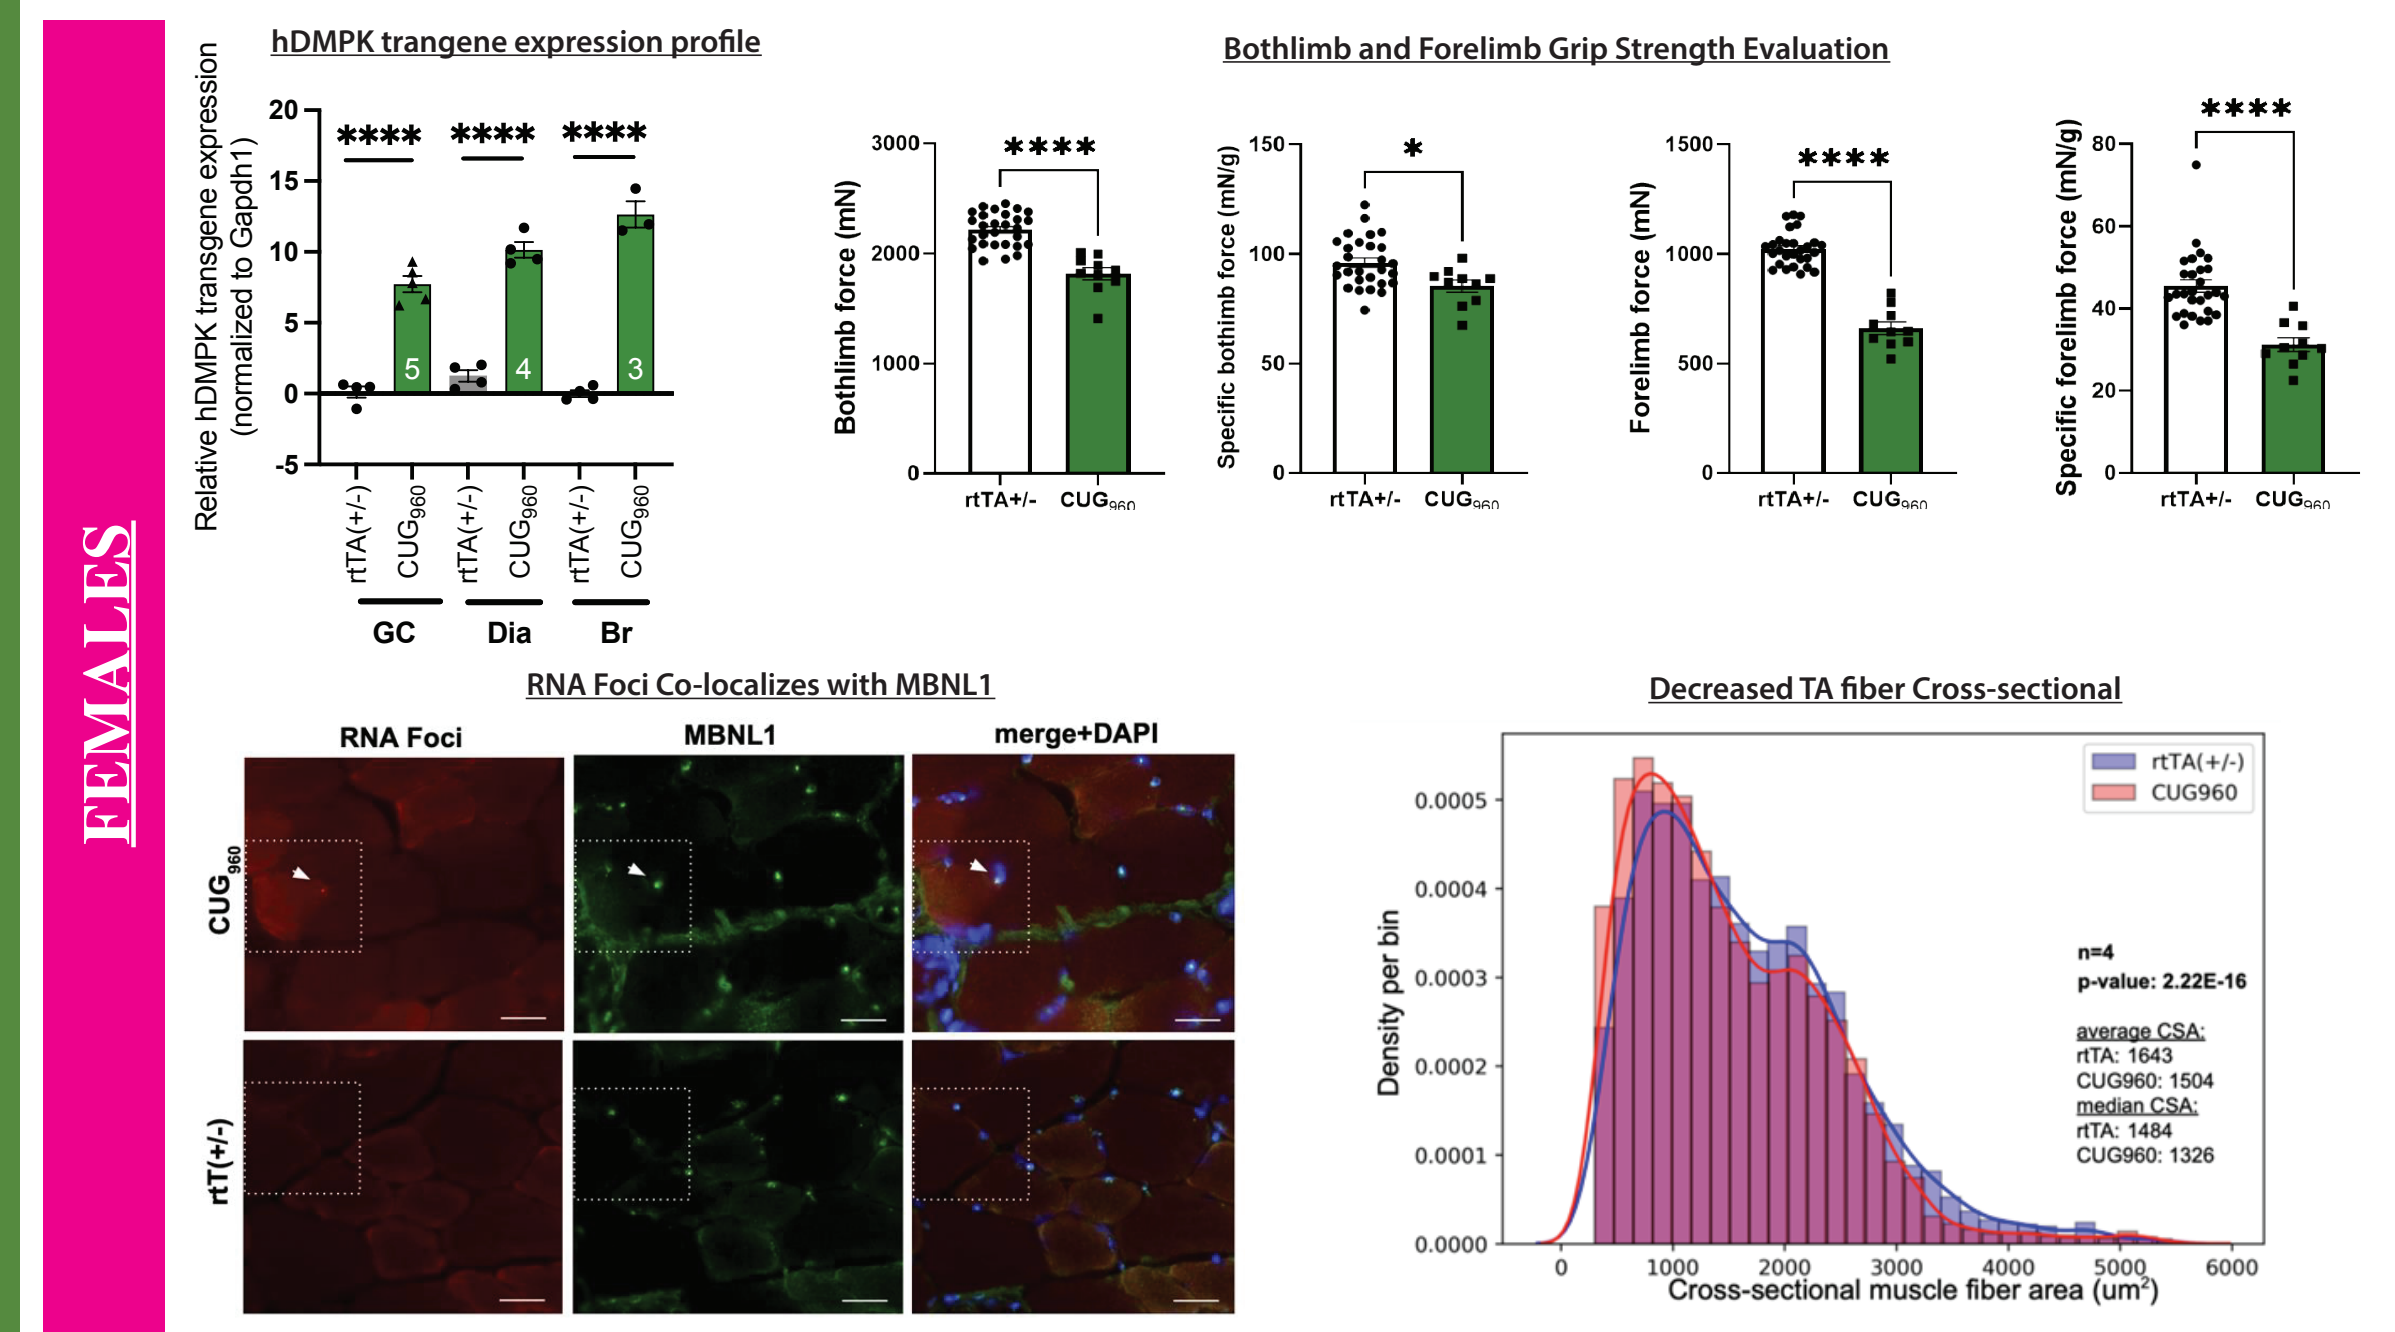 FEMALES
hDMPK trangene expression profile
Relative hDMPK transgene expression
(normalized to Gapdh1)
20
15
10
5
0
-5
**** **** ****
5 4 3
rtTA(+/-) CUG960 rtTA(+/-) CUG960 rtTA(+/-) CUG960
GC Dia Br
Bothlimb and Forelimb Grip Strength Evaluation
Bothlimb force (mN)
3000
2000
1000
0
****
rtTA+/- CUG960
Specific bothimb force (mN/g)
150
100
50
0
*
rtTA+/- CUG960
Forelimb force (mN)
1500
1000
500
0
****
rtTA+/- CUG960
Specific forelimb force (mN/g)
80
60
40
20
0
****
rtTA+/- CUG960
RNA Foci Co-localizes with MBNL1
RNA Foci MBNL1 merge+DAPI
CUG960
rtT(+/-)
Decreased TA fiber Cross-sectional
rtTA(+/-)
CUG960
Density per bin
0.0005
0.0004
0.0003
0.0002
0.0001
0.0000
n=4
p-value: 2.22E-16
average CSA:
rtTA: 1643
CUG960: 1504
median CSA:
rtTA: 1484
CUG960: 1326
0 1000 2000 3000 4000 5000 6000
Cross-sectional muscle fiber area (um²)